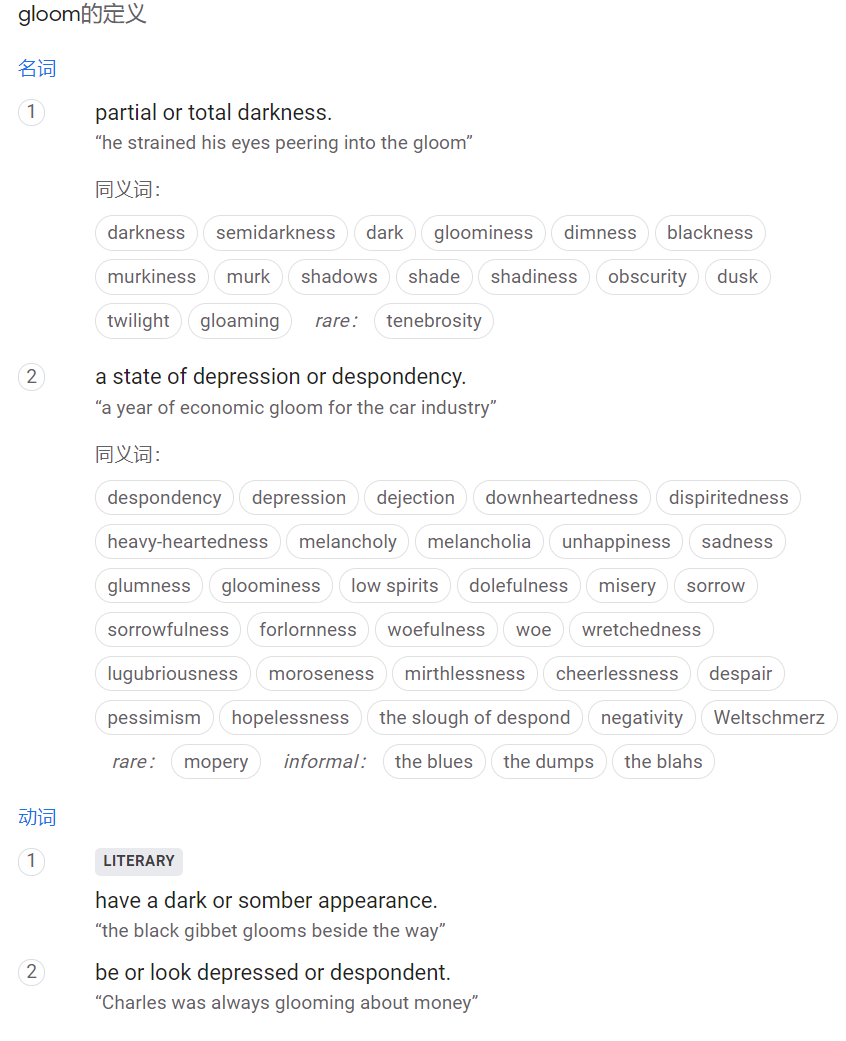 gloom的定义
名词
1 partial or total darkness.
“he strained his eyes peering into the gloom”
同义词：
darkness semidarkness dark gloominess dimness blackness
murkiness murk shadows shade shadiness obscurity dusk
twilight gloaming rare： tenebrosity
2 a state of depression or despondency.
“a year of economic gloom for the car industry”
同义词：
despondency depression dejection downheartedness dispiritedness
heavy-heartedness melancholy melancholia unhappiness sadness
glumness gloominess low spirits dolefulness misery sorrow
sorrowfulness forlornness woefulness woe wretchedness
lugubriousness moroseness mirthlessness cheerlessness despair
pessimism hopelessness the slough of despond negativity Weltschmerz
rare： mopery informal： the blues the dumps the blahs
动词
1 LITERARY
have a dark or somber appearance.
“the black gibbet glooms beside the way”
2 be or look depressed or despondent.
“Charles was always glooming about money”